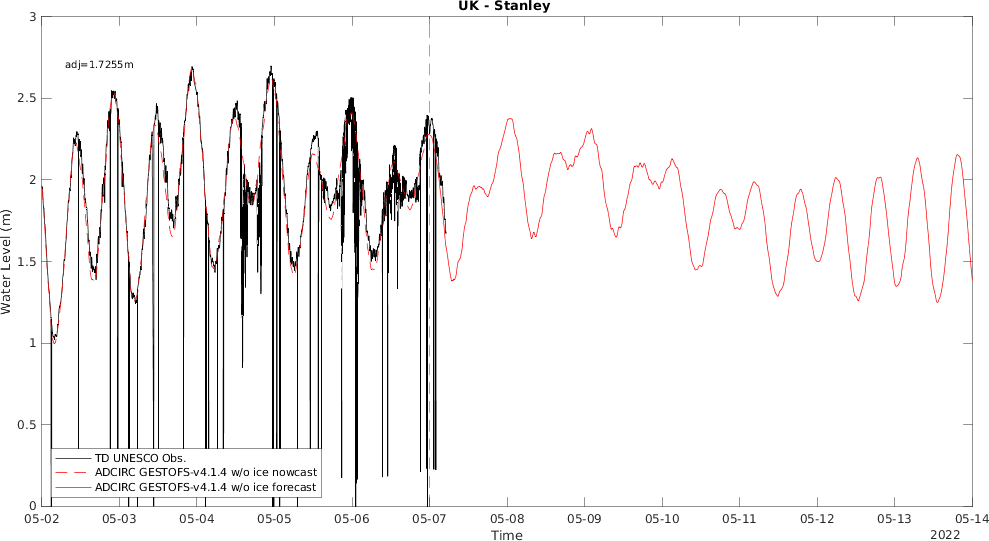 UK - Stanley
3
adj=1.7255m
2.5
2
Water Level (m)
1.5
1
0.5
TD UNESCO Obs.
ADCIRC GESTOFS-v4.1.4 w/o ice nowcast
ADCIRC GESTOFS-v4.1.4 w/o ice forecast
0
05-02 05-03 05-04 05-05 05-06 05-07 05-08 05-09 05-10 05-11 05-12 05-13 05-14
Time
2022